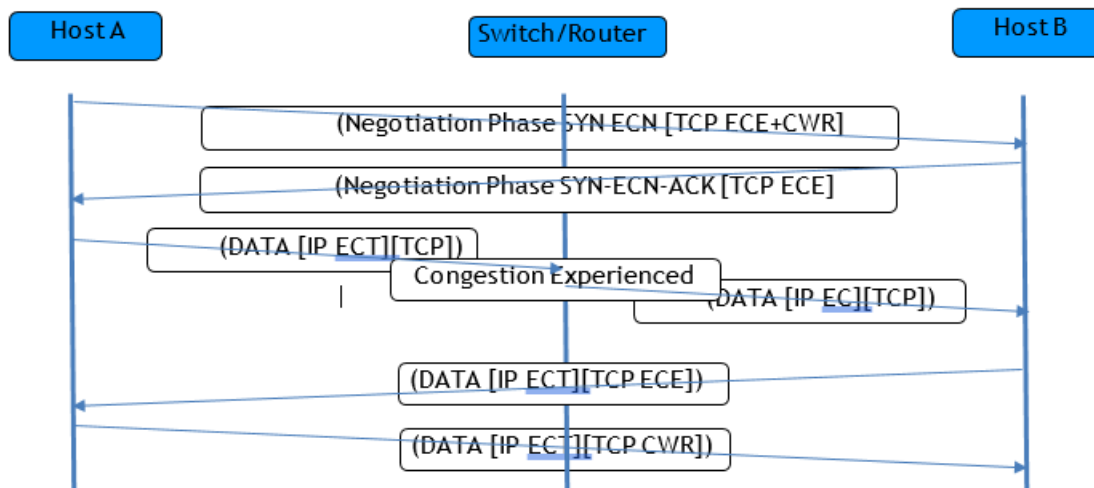 Host A
Switch/Router
Host B
(Negotiation Phase SYN ECN [TCP ECE+CWR]
(Negotiation Phase SYN-ECN-ACK [TCP ECE]
(DATA [IP ECT][TCP])
Congestion Experienced
(DATA [IP EC][TCP])
(DATA [IP ECT][TCP ECE])
(DATA [IP ECT][TCP CWR])